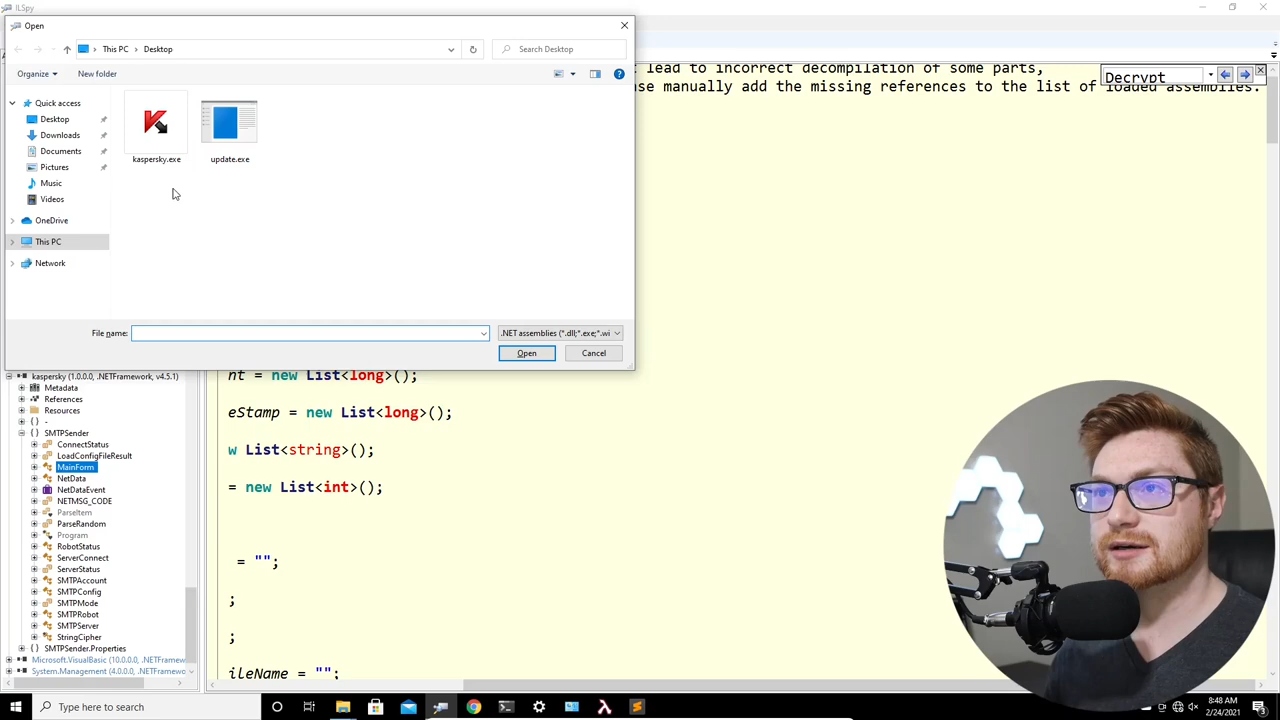 ILSpy
Open
This PC
Desktop
Search Desktop
Organize
New folder
Quick access
Desktop
Downloads
Documents
Pictures
Music
Videos
OneDrive
This PC
Network
kaspersky.exe
update.exe
File name:
.NET assemblies (*.dll;*.exe;*.wi
Open
Cancel
t lead to incorrect decompilation of some parts,
se manually add the missing references to the list of loaded assemblies.
Decrypt
kaspersky (1.0.0.0, .NETFramework, v4.5.1)
Metadata
References
Resources
{ } -
{ } SMTPSender
ConnectStatus
LoadConfigFileResult
MainForm
NetData
NetDataEvent
NETMSG_CODE
ParseItem
ParseRandom
Program
RobotStatus
ServerConnect
ServerStatus
SMTPAccount
SMTPConfig
SMTPMode
SMTPRobot
SMTPServer
StringCipher
{ } SMTPSender.Properties
Microsoft.VisualBasic (10.0.0.0, .NETFramew
System.Management (4.0.0.0, .NETFramewo
nt = new List<long>();
eStamp = new List<long>();
w List<string>();
= new List<int>();
= "";
;
;
ileName = "";
Type here to search
8:48 AM
2/24/2021
3